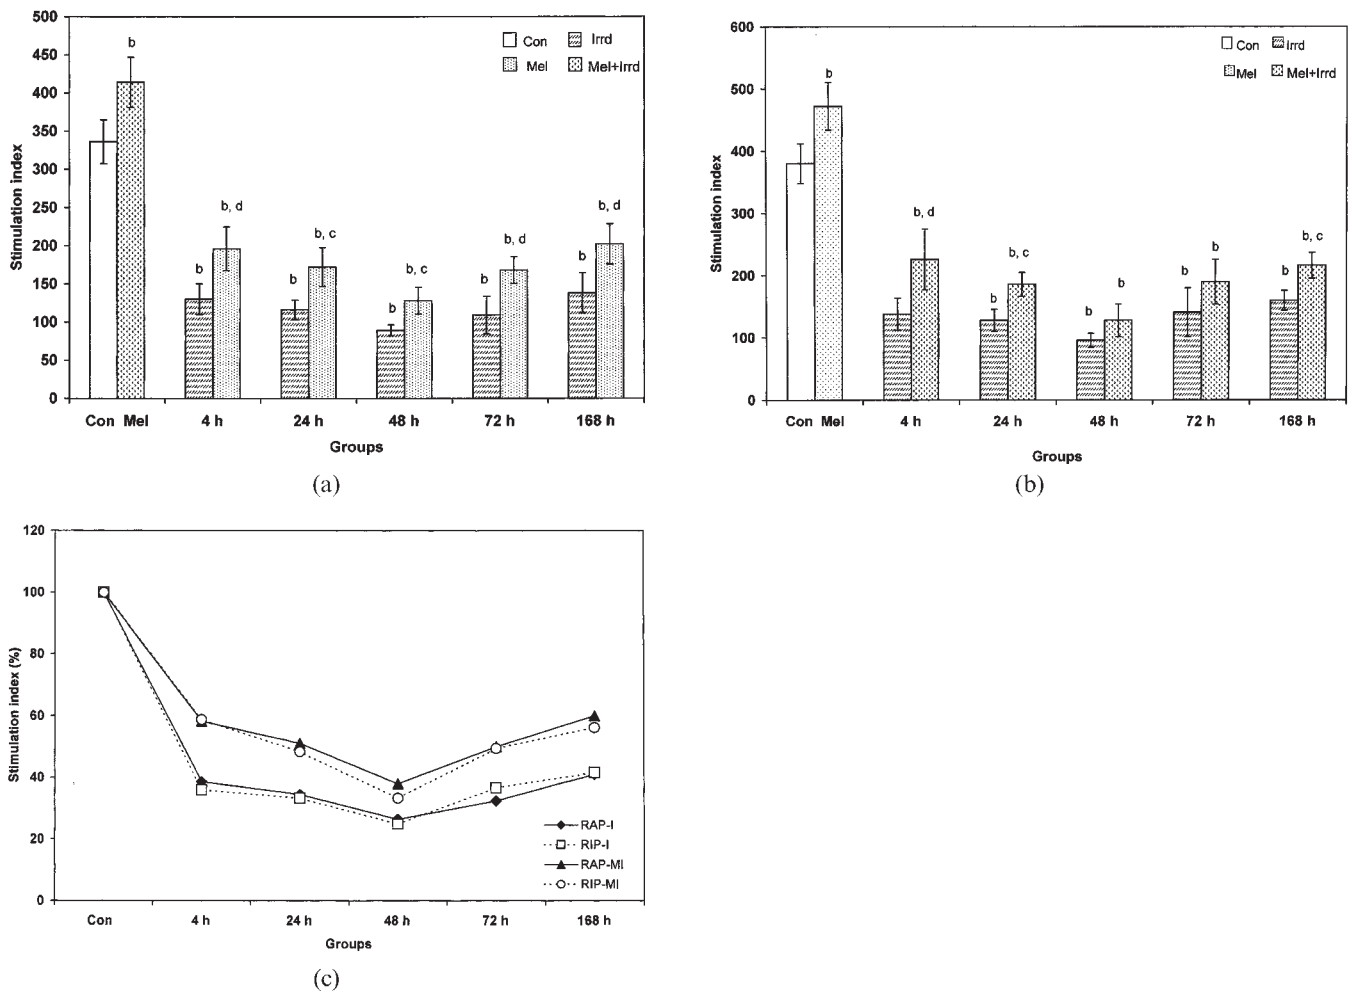 500
450
400
350
300
250
200
150
100
50
0
Stimulation index
Con
Irrd
Mel
Mel+Irrd
b
b
b, d
b
b, c
b
b, c
b
b, d
b
b, d
Con Mel
4 h
24 h
48 h
72 h
168 h
Groups
(a)
600
500
400
300
200
100
0
Stimulation index
Con
Irrd
Mel
Mel+Irrd
b
b, d
b
b, c
b
b
b
b
b
b, c
Con Mel
4 h
24 h
48 h
72 h
168 h
Groups
(b)
120
100
80
60
40
20
0
Stimulation index (%)
RAP-I
RIP-I
RAP-MI
RIP-MI
Con
4 h
24 h
48 h
72 h
168 h
Groups
(c)